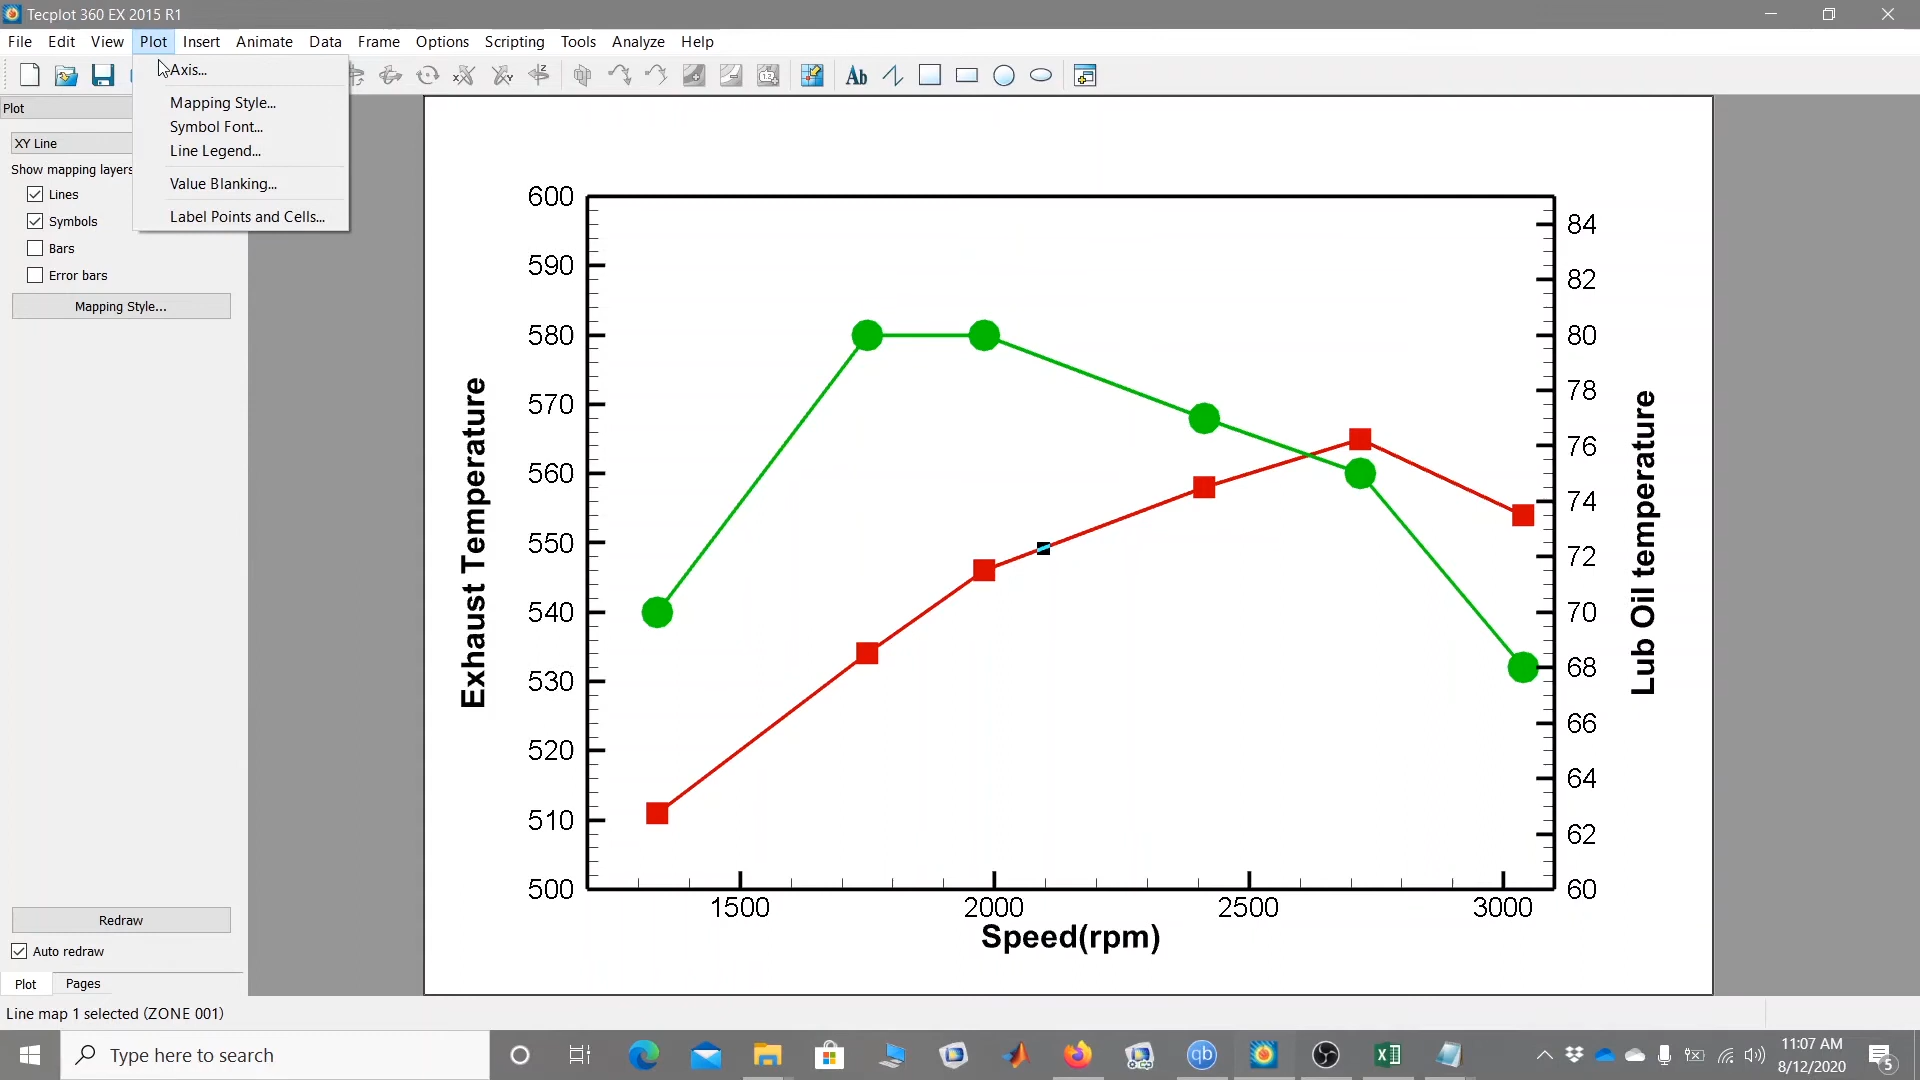 Tecplot 360 EX 2015 R1
File Edit View Plot Insert Animate Data Frame Options Scripting Tools Analyze Help
Axis...
Mapping Style...
Symbol Font...
Line Legend...
Value Blanking...
Label Points and Cells...
Ab
Plot
XY Line
Show mapping layers
Lines
Symbols
Bars
Error bars
Mapping Style...
600
590
580
570
560
550
540
530
520
510
500
Exhaust Temperature
84
82
80
78
76
74
72
70
68
66
64
62
60
Lub Oil temperature
1500 2000 2500 3000
Speed(rpm)
Redraw
Auto redraw
Plot Pages
Line map 1 selected (ZONE 001)
Type here to search
qb
11:07 AM
8/12/2020
5